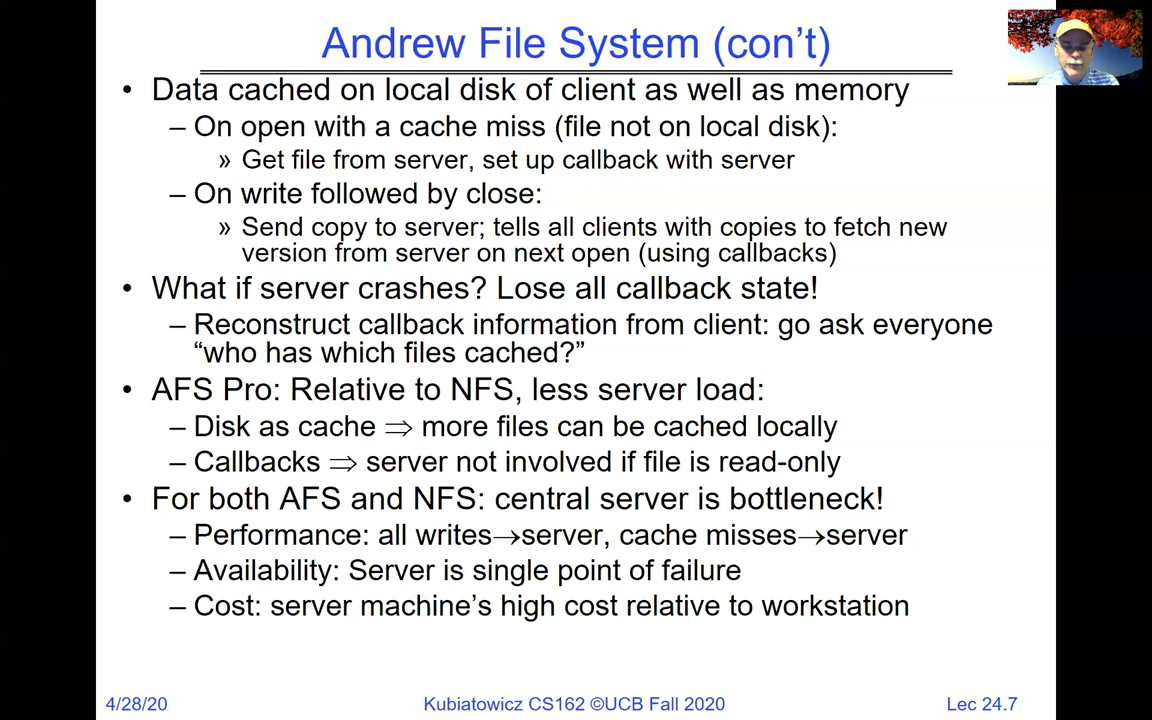 Andrew File System (con’t)
• Data cached on local disk of client as well as memory
– On open with a cache miss (file not on local disk):
» Get file from server, set up callback with server
– On write followed by close:
» Send copy to server; tells all clients with copies to fetch new
version from server on next open (using callbacks)
• What if server crashes? Lose all callback state!
– Reconstruct callback information from client: go ask everyone
“who has which files cached?”
• AFS Pro: Relative to NFS, less server load:
– Disk as cache ⇒ more files can be cached locally
– Callbacks ⇒ server not involved if file is read-only
• For both AFS and NFS: central server is bottleneck!
– Performance: all writes→server, cache misses→server
– Availability: Server is single point of failure
– Cost: server machine’s high cost relative to workstation
4/28/20 Kubiatowicz CS162 ©UCB Fall 2020 Lec 24.7